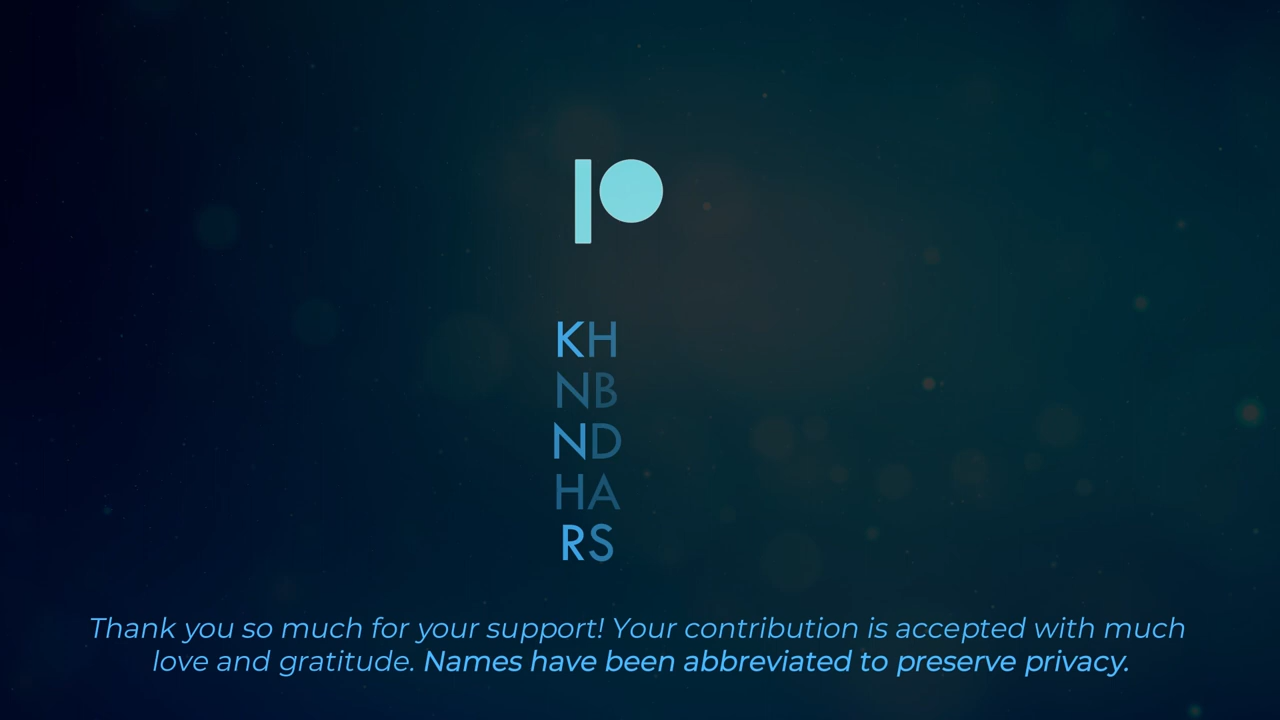 KH
NB
ND
HA
RS
Thank you so much for your support! Your contribution is accepted with much
love and gratitude. Names have been abbreviated to preserve privacy.